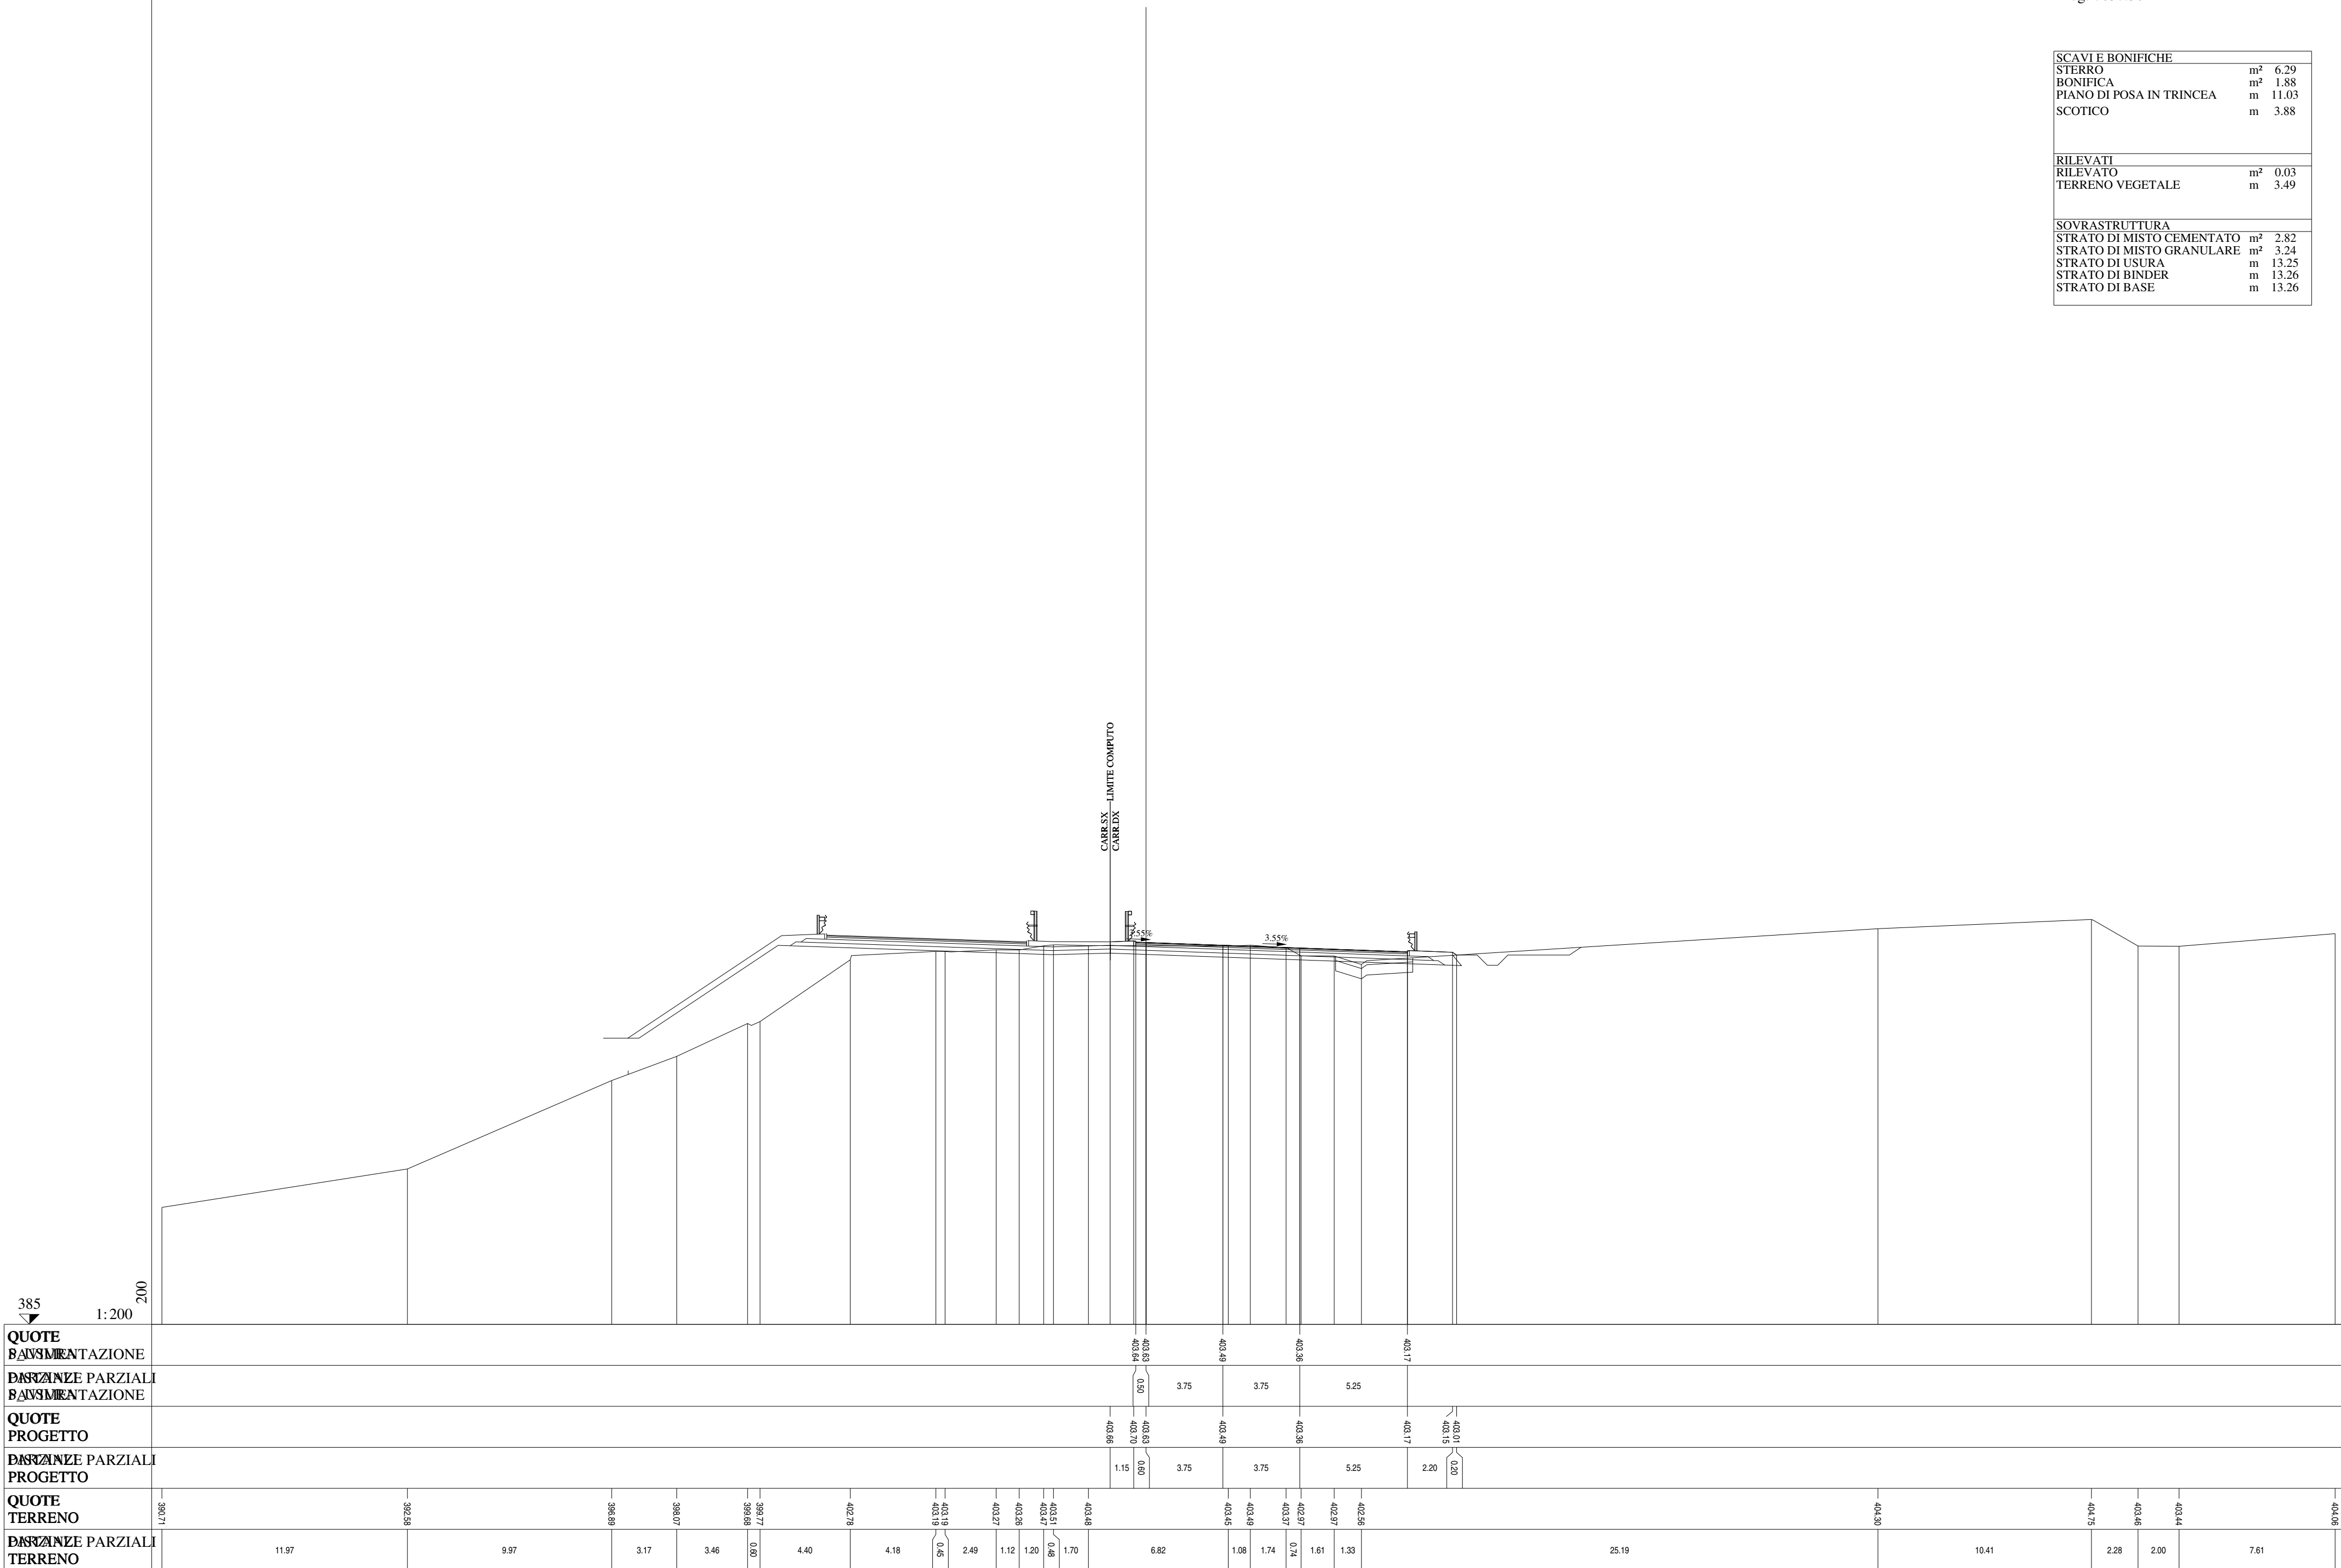 SCAVI E BONIFICHE
STERRO m² 6.29
BONIFICA m² 1.88
PIANO DI POSA IN TRINCEA m 11.03
SCOTICO m 3.88
RILEVATI
RILEVATO m² 0.03
TERRENO VEGETALE m 3.49
SOVRASTRUTTURA
STRATO DI MISTO CEMENTATO m² 2.82
STRATO DI MISTO GRANULARE m² 3.24
STRATO DI USURA m 13.25
STRATO DI BINDER m 13.26
STRATO DI BASE m 13.26
LIMITE COMPUTO
CARR.SX
CARR.DX
3.55%
3.55%
385
1:200
200
QUOTE
PAVIMENTAZIONE
403.64 403.63 403.49 403.36 403.17
DISTANZE PARZIALI
PAVIMENTAZIONE
0.50 3.75 3.75 5.25
QUOTE
PROGETTO
403.66 403.70 403.63 403.49 403.36 403.17 403.15 403.01
DISTANZE PARZIALI
PROGETTO
1.15 0.60 3.75 3.75 5.25 2.20 0.20
QUOTE
TERRENO
390.71 392.58 396.89 398.07 399.68 399.77 402.78 403.19 403.19 403.27 403.26 403.47 403.51 403.48 403.45 403.49 403.37 402.97 402.97 402.56 404.30 404.75 403.46 403.44 404.06
DISTANZE PARZIALI
TERRENO
11.97 9.97 3.17 3.46 0.60 4.40 4.18 0.45 2.49 1.12 1.20 0.48 1.70 6.82 1.08 1.74 0.74 1.61 1.33 25.19 10.41 2.28 2.00 7.61